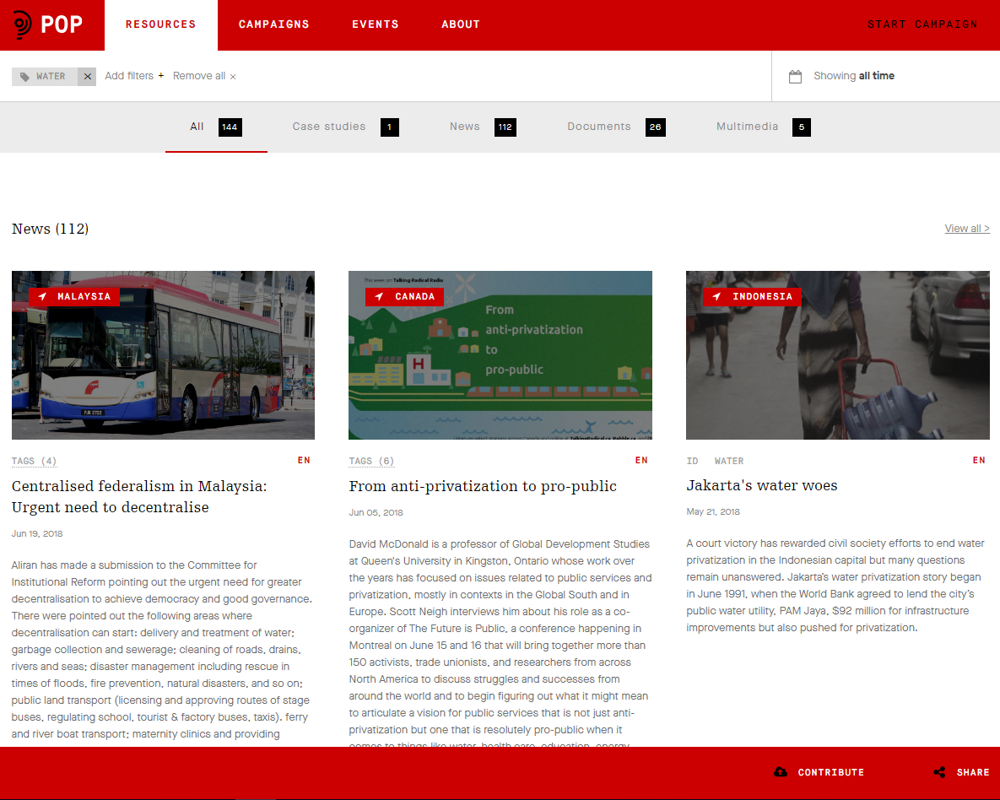 POP
RESOURCES
CAMPAIGNS
EVENTS
ABOUT
START CAMPAIGN
WATER
Add filters +
Remove all ×
Showing all time
All 144
Case studies 1
News 112
Documents 26
Multimedia 5
News (112)
View all >
MALAYSIA
PJK 2722
TAGS (4)
EN
Centralised federalism in Malaysia:
Urgent need to decentralise
Jun 19, 2018
Aliran has made a submission to the Committee for
Institutional Reform pointing out the urgent need for greater
decentralisation to achieve democracy and good governance.
There were pointed out the following areas where
decentralisation can start: delivery and treatment of water;
garbage collection and sewerage; cleaning of roads, drains,
rivers and seas; disaster management including rescue in
times of floods, fire prevention, natural disasters, and so on;
public land transport (licensing and approving routes of stage
buses, regulating school, tourist & factory buses, taxis). ferry
and river boat transport; maternity clinics and providing
This week on Talking Radical Radio
CANADA
From
anti-privatization
to
pro-public
H
TAGS (6)
EN
From anti-privatization to pro-public
Jun 05, 2018
David McDonald is a professor of Global Development Studies
at Queen's University in Kingston, Ontario whose work over
the years has focused on issues related to public services and
privatization, mostly in contexts in the Global South and in
Europe. Scott Neigh interviews him about his role as a co-
organizer of The Future is Public, a conference happening in
Montreal on June 15 and 16 that will bring together more than
150 activists, trade unionists, and researchers from across
North America to discuss struggles and successes from
around the world and to begin figuring out what it might mean
to articulate a vision for public services that is not just anti-
privatization but one that is resolutely pro-public when it
comes to things like water, health care, education, energy,
INDONESIA
ID WATER
EN
Jakarta's water woes
May 21, 2018
A court victory has rewarded civil society efforts to end water
privatization in the Indonesian capital but many questions
remain unanswered. Jakarta's water privatization story began
in June 1991, when the World Bank agreed to lend the city's
public water utility, PAM Jaya, $92 million for infrastructure
improvements but also pushed for privatization.
CONTRIBUTE
SHARE